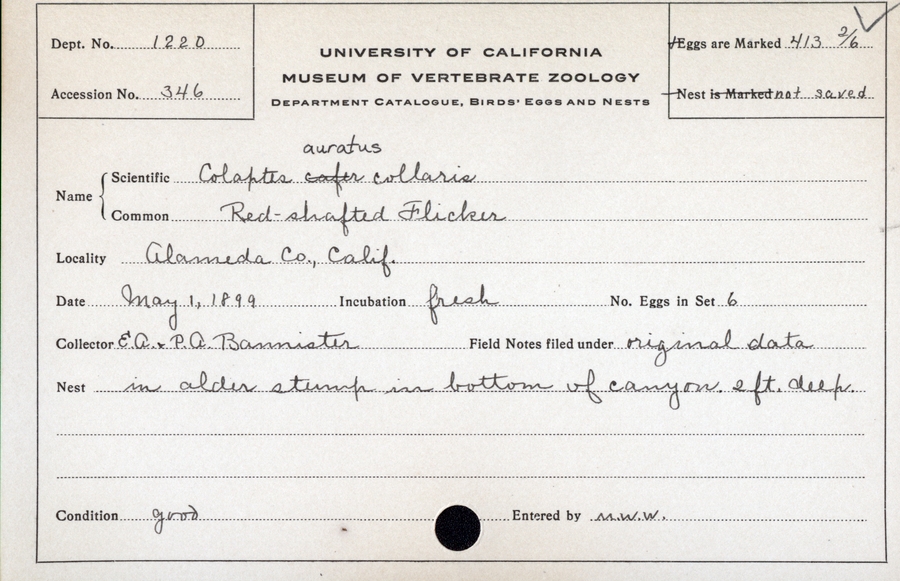 Dept. No. 1220
Accession No. 346
UNIVERSITY OF CALIFORNIA
MUSEUM OF VERTEBRATE ZOOLOGY
DEPARTMENT CATALOGUE, BIRDS' EGGS AND NESTS
Eggs are Marked 413 2/6
Nest is Marked not saved
auratus
Name Scientific Colaptes cafer collaris
Common Red-shafted Flicker
Locality Alameda Co., Calif.
Date May 1, 1899 Incubation fresh No. Eggs in Set 6
Collector E.A. & P.A. Bannister Field Notes filed under original data
Nest in alder stump in bottom of canyon. ft. deep.
Condition good Entered by M.W.W.